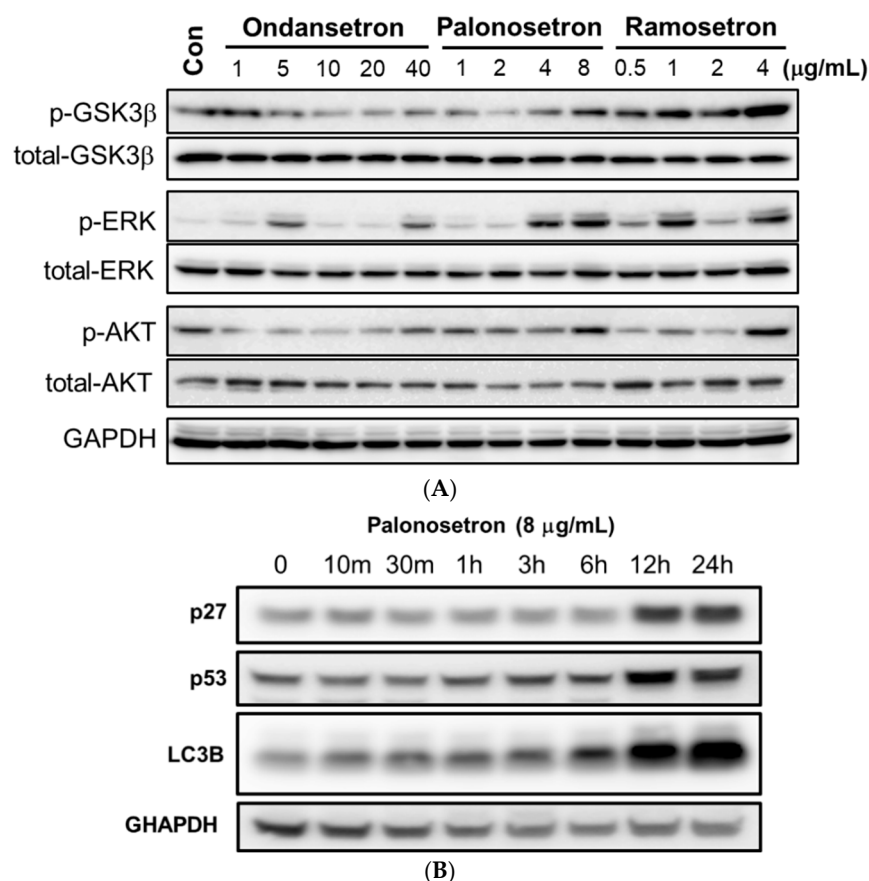 Con Ondansetron Palonosetron Ramosetron
1 5 10 20 40 1 2 4 8 0.5 1 2 4 (μg/mL)
p-GSK3β
total-GSK3β
p-ERK
total-ERK
p-AKT
total-AKT
GAPDH
(A)
Palonosetron (8 μg/mL)
0 10m 30m 1h 3h 6h 12h 24h
p27
p53
LC3B
GHAPDH
(B)